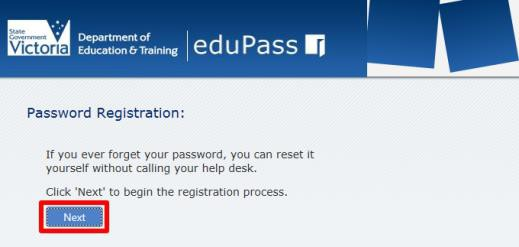 State
Government
Victoria
Department of
Education & Training
eduPass
Password Registration:
If you ever forget your password, you can reset it
yourself without calling your help desk.
Click 'Next' to begin the registration process.
Next